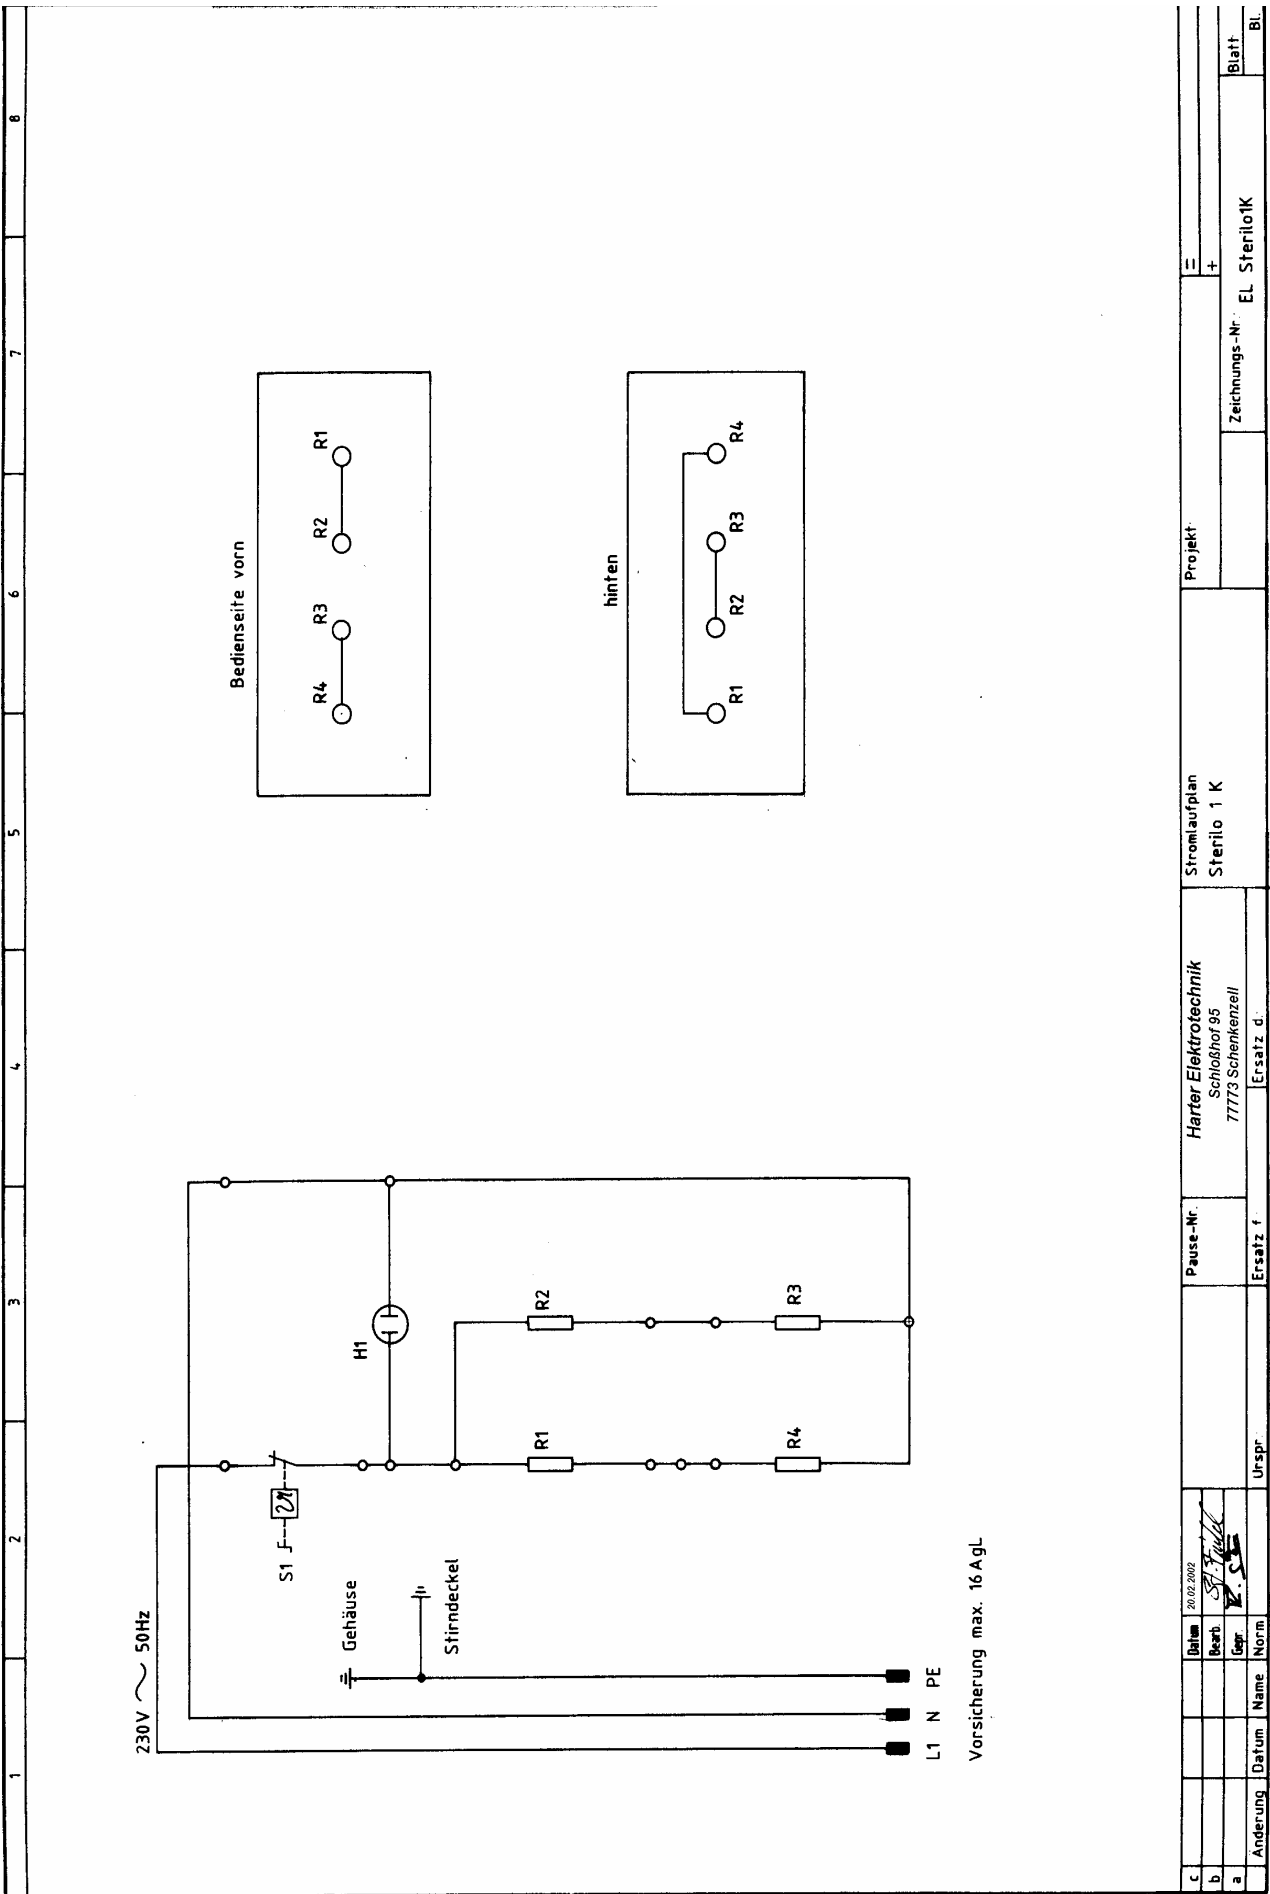 1 2 3 4 5 6 7 8
230V ~ 50Hz
S1
H1
Gehäuse
Stirndeckel
R1
R2
R4
R3
L1 N PE
Vorsicherung max. 16 AgL
Bedienseite vorn
R4 R3 R2 R1
hinten
R1 R2 R3 R4
c
b
a
Änderung Datum Name Norm
Datum 20.02.2002
Bearb.
Gepr.
Urspr.
Pause-Nr.
Ersatz f.
Harter Elektrotechnik
Schloßhof 95
77773 Schenkenzell
Ersatz d.
Stromlaufplan
Sterilo 1 K
Projekt
=
+
Zeichnungs-Nr.
EL Sterilo1K
Blatt
Bl.